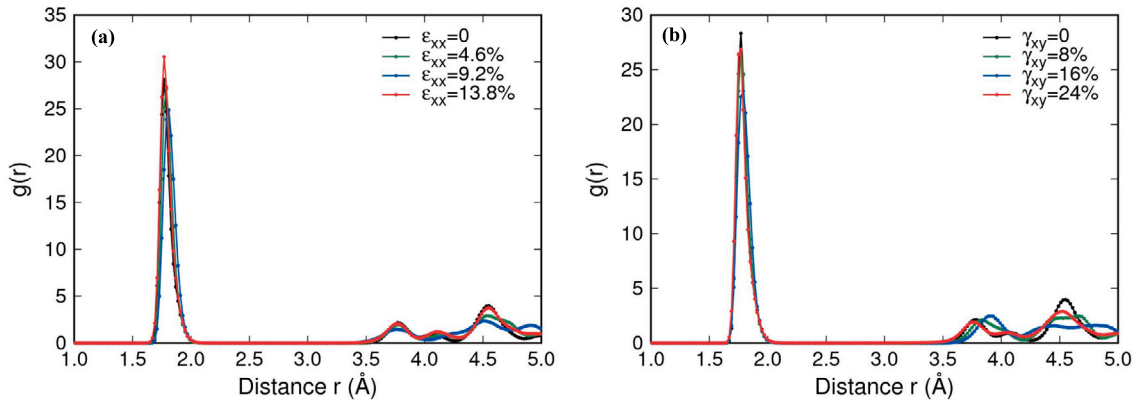 (a)
εxx=0
εxx=4.6%
εxx=9.2%
εxx=13.8%
g(r)
35
30
25
20
15
10
5
0
1.0 1.5 2.0 2.5 3.0 3.5 4.0 4.5 5.0
Distance r (Å)
(b)
γxy=0
γxy=8%
γxy=16%
γxy=24%
g(r)
30
25
20
15
10
5
0
1.0 1.5 2.0 2.5 3.0 3.5 4.0 4.5 5.0
Distance r (Å)